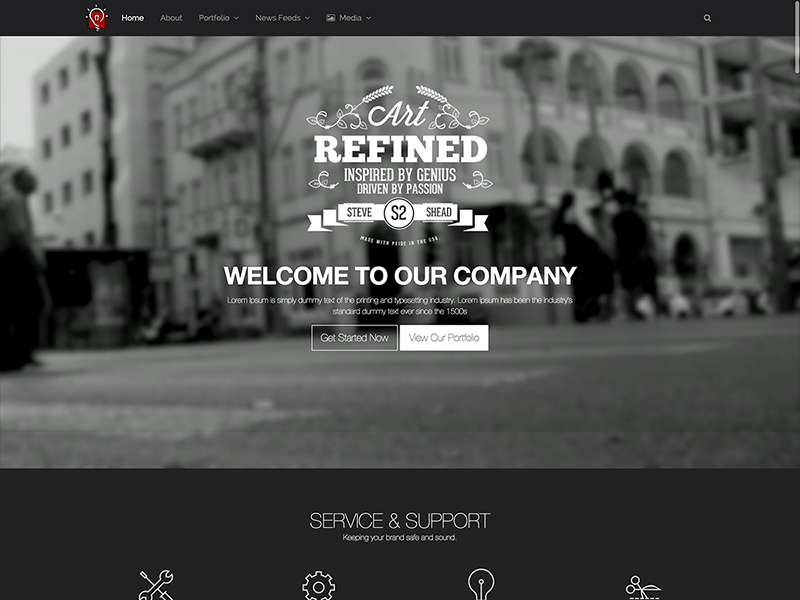 Home About Portfolio News Feeds Media
Art
REFINED
INSPIRED BY GENIUS
DRIVEN BY PASSION
STEVE S2 SHEAD
MADE WITH PRIDE IN THE USA
WELCOME TO OUR COMPANY
Lorem Ipsum is simply dummy text of the printing and typesetting industry. Lorem Ipsum has been the industry's
standard dummy text ever since the 1500s
Get Started Now View Our Portfolio
SERVICE & SUPPORT
Keeping your brand safe and sound.